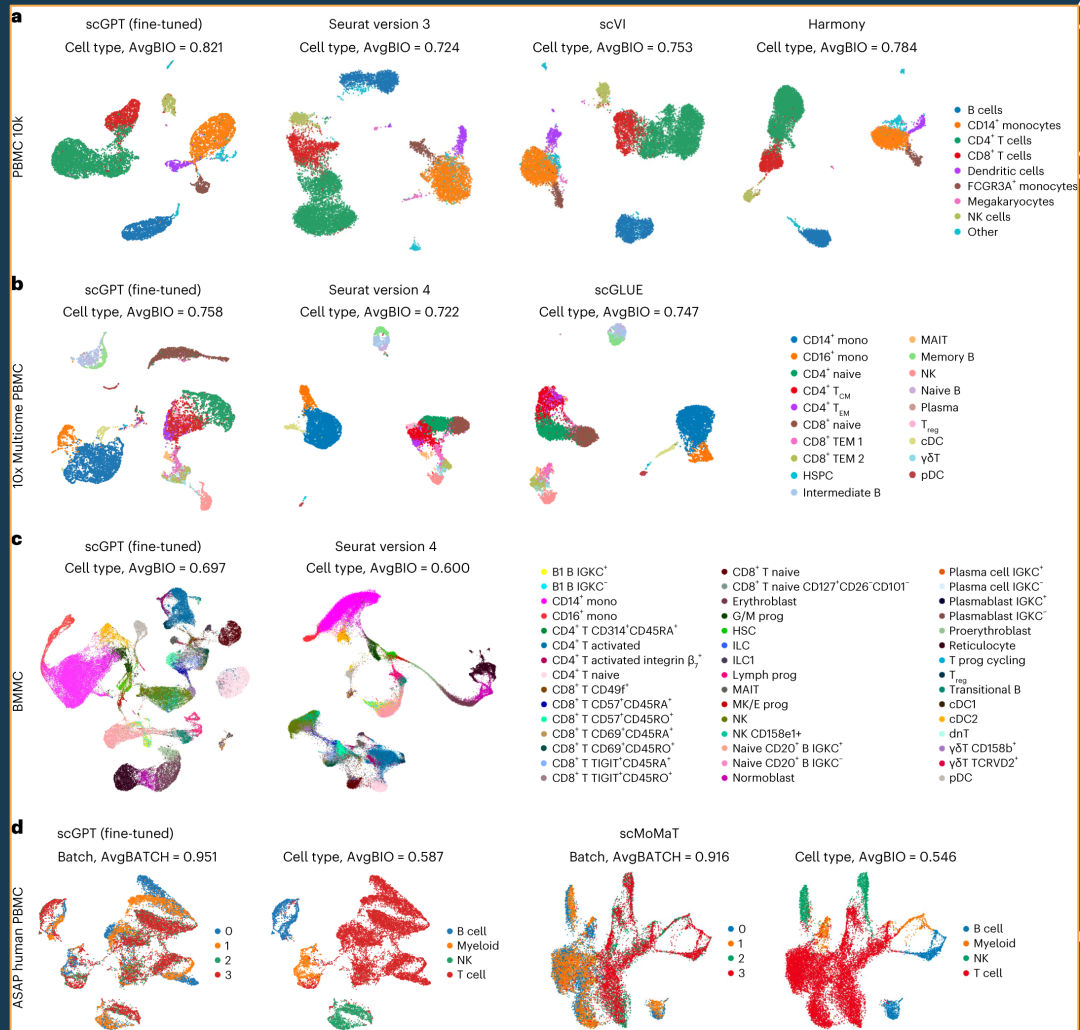 a
scGPT (fine-tuned)
Cell type, AvgBIO = 0.821
Seurat version 3
Cell type, AvgBIO = 0.724
scVI
Cell type, AvgBIO = 0.753
Harmony
Cell type, AvgBIO = 0.784
PBMC 10k
B cells
CD14⁺ monocytes
CD4⁺ T cells
CD8⁺ T cells
Dendritic cells
FCGR3A⁺ monocytes
Megakaryocytes
NK cells
Other
b
scGPT (fine-tuned)
Cell type, AvgBIO = 0.758
Seurat version 4
Cell type, AvgBIO = 0.722
scGLUE
Cell type, AvgBIO = 0.747
10x Multiome PBMC
CD14⁺ mono
CD16⁺ mono
CD4⁺ naive
CD4⁺ T_CM
CD4⁺ T_EM
CD8⁺ naive
CD8⁺ TEM 1
CD8⁺ TEM 2
HSPC
Intermediate B
MAIT
Memory B
NK
Naive B
Plasma
T_reg
cDC
γδT
pDC
c
scGPT (fine-tuned)
Cell type, AvgBIO = 0.697
Seurat version 4
Cell type, AvgBIO = 0.600
BMMC
B1 B IGKC⁺
B1 B IGKC⁻
CD14⁺ mono
CD16⁺ mono
CD4⁺ T CD314⁺CD45RA⁺
CD4⁺ T activated
CD4⁺ T activated integrin β₇⁺
CD4⁺ T naive
CD8⁺ T CD49f⁺
CD8⁺ T CD57⁺CD45RA⁺
CD8⁺ T CD57⁺CD45RO⁺
CD8⁺ T CD69⁺CD45RA⁺
CD8⁺ T CD69⁺CD45RO⁺
CD8⁺ T TIGIT⁺CD45RA⁺
CD8⁺ T TIGIT⁺CD45RO⁺
CD8⁺ T naive
CD8⁺ T naive CD127⁺CD26⁻CD101⁻
Erythroblast
G/M prog
HSC
ILC
ILC1
Lymph prog
MAIT
MK/E prog
NK
NK CD158e1+
Naive CD20⁺ B IGKC⁺
Naive CD20⁺ B IGKC⁻
Normoblast
Plasma cell IGKC⁺
Plasma cell IGKC⁻
Plasmablast IGKC⁺
Plasmablast IGKC⁻
Proerythroblast
Reticulocyte
T prog cycling
T_reg
Transitional B
cDC1
cDC2
dnT
γδT CD158b⁺
γδT TCRVD2⁺
pDC
d
scGPT (fine-tuned)
Batch, AvgBATCH = 0.951
Cell type, AvgBIO = 0.587
scMoMaT
Batch, AvgBATCH = 0.916
Cell type, AvgBIO = 0.546
ASAP human PBMC
0
1
2
3
B cell
Myeloid
NK
T cell
0
1
2
3
B cell
Myeloid
NK
T cell